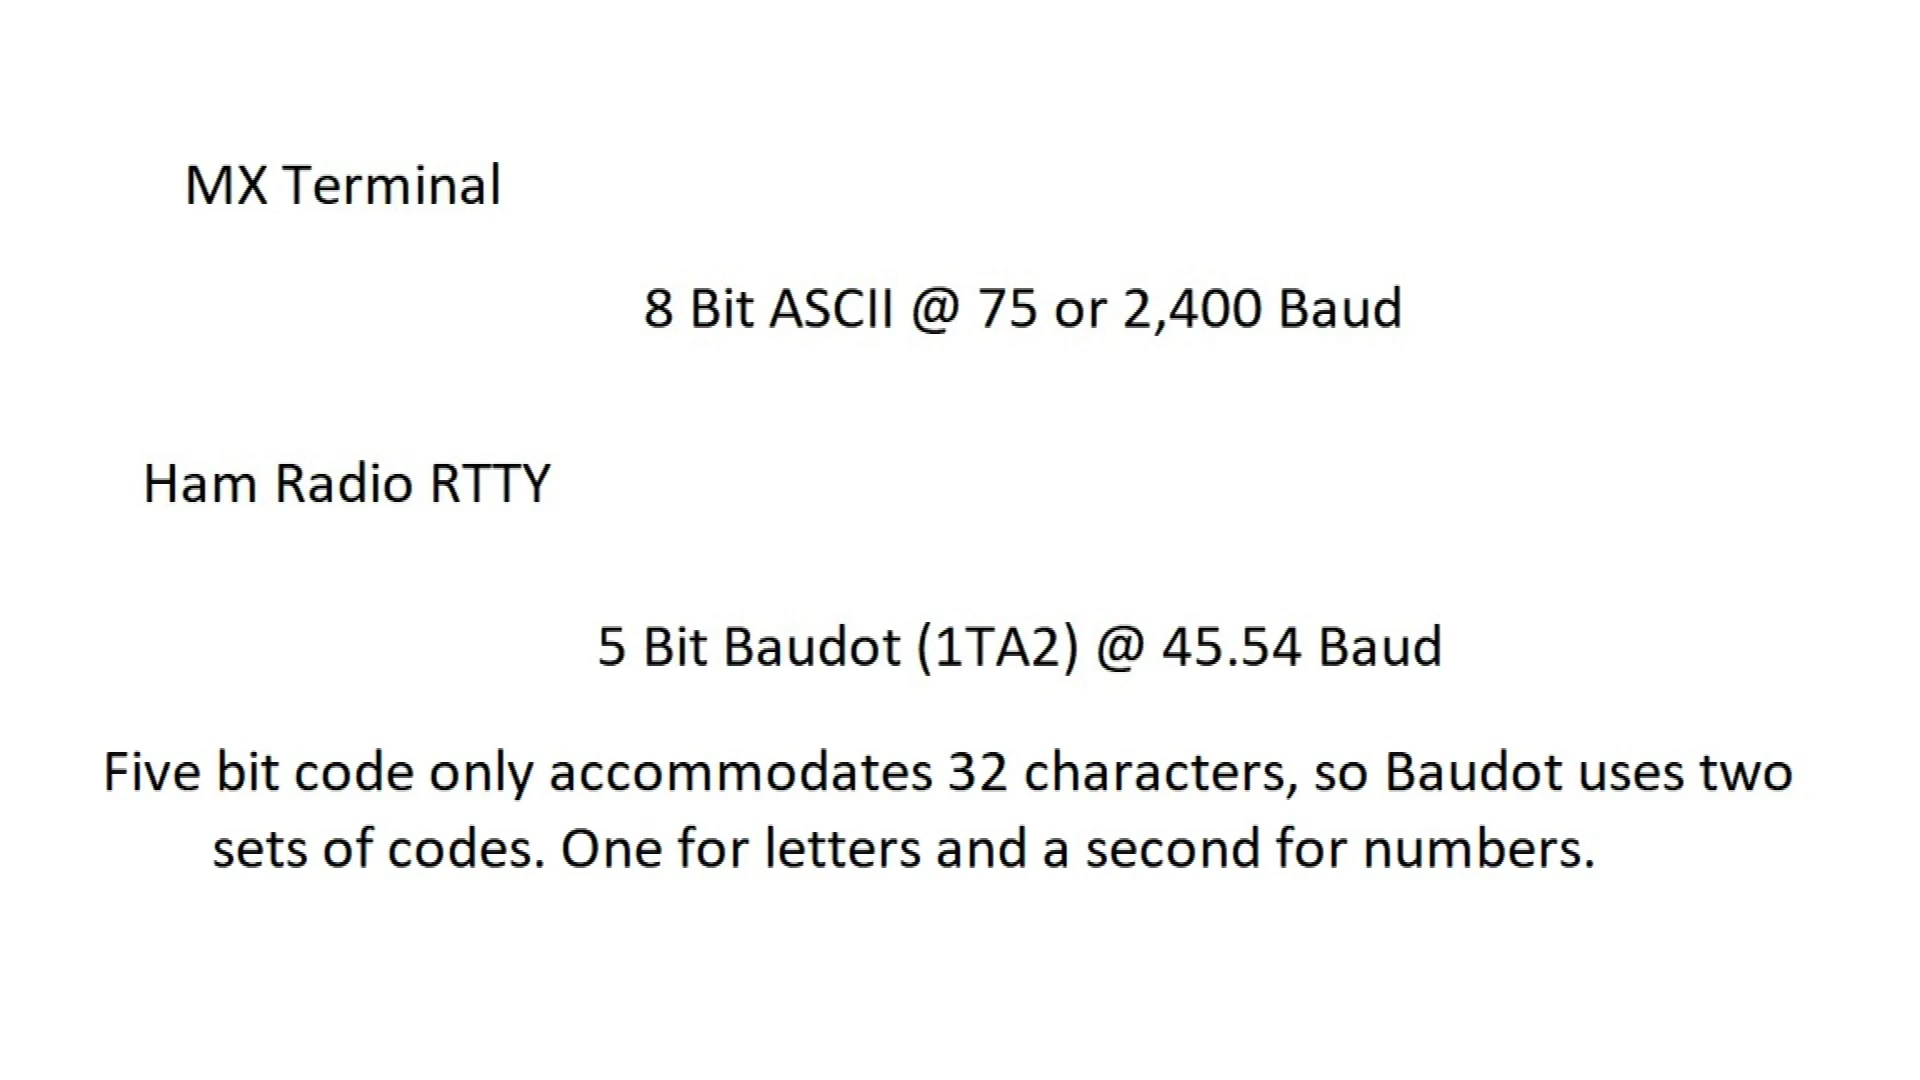 MX Terminal
8 Bit ASCII @ 75 or 2,400 Baud
Ham Radio RTTY
5 Bit Baudot (1TA2) @ 45.54 Baud
Five bit code only accommodates 32 characters, so Baudot uses two
sets of codes. One for letters and a second for numbers.